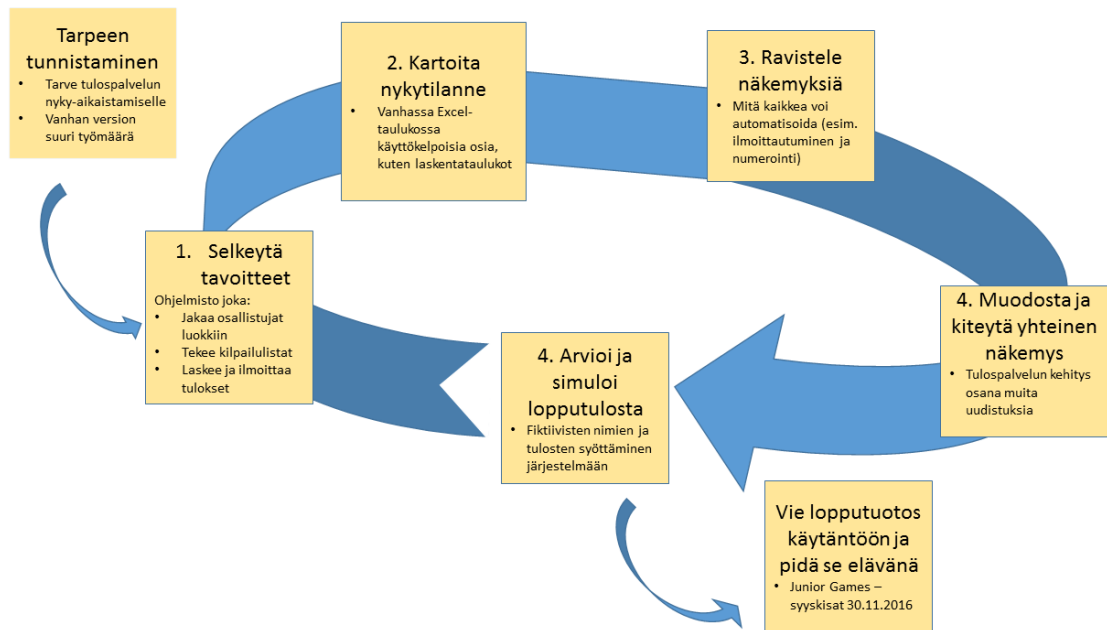 Tarpeen
tunnistaminen
• Tarve tulospalvelun
nyky-aikaistamiselle
• Vanhan version
suuri työmäärä
1. Selkeytä
tavoitteet
Ohjelmisto joka:
• Jakaa osallistujat
luokkiin
• Tekee kilpailulistat
• Laskee ja ilmoittaa
tulokset
2. Kartoita
nykytilanne
• Vanhassa Excel-
taulukossa
käyttökelpoisia osia,
kuten laskentataulukot
3. Ravistele
näkemyksiä
• Mitä kaikkea voi
automatisoida (esim.
ilmoittautuminen ja
numerointi)
4. Muodosta ja
kiteytä yhteinen
näkemys
• Tulospalvelun kehitys
osana muita
uudistuksia
4. Arvioi ja
simuloi
lopputulosta
• Fiktiivisten nimien ja
tulosten syöttäminen
järjestelmään
Vie lopputuotos
käytäntöön ja
pidä se elävänä
• Junior Games –
syyskisat 30.11.2016